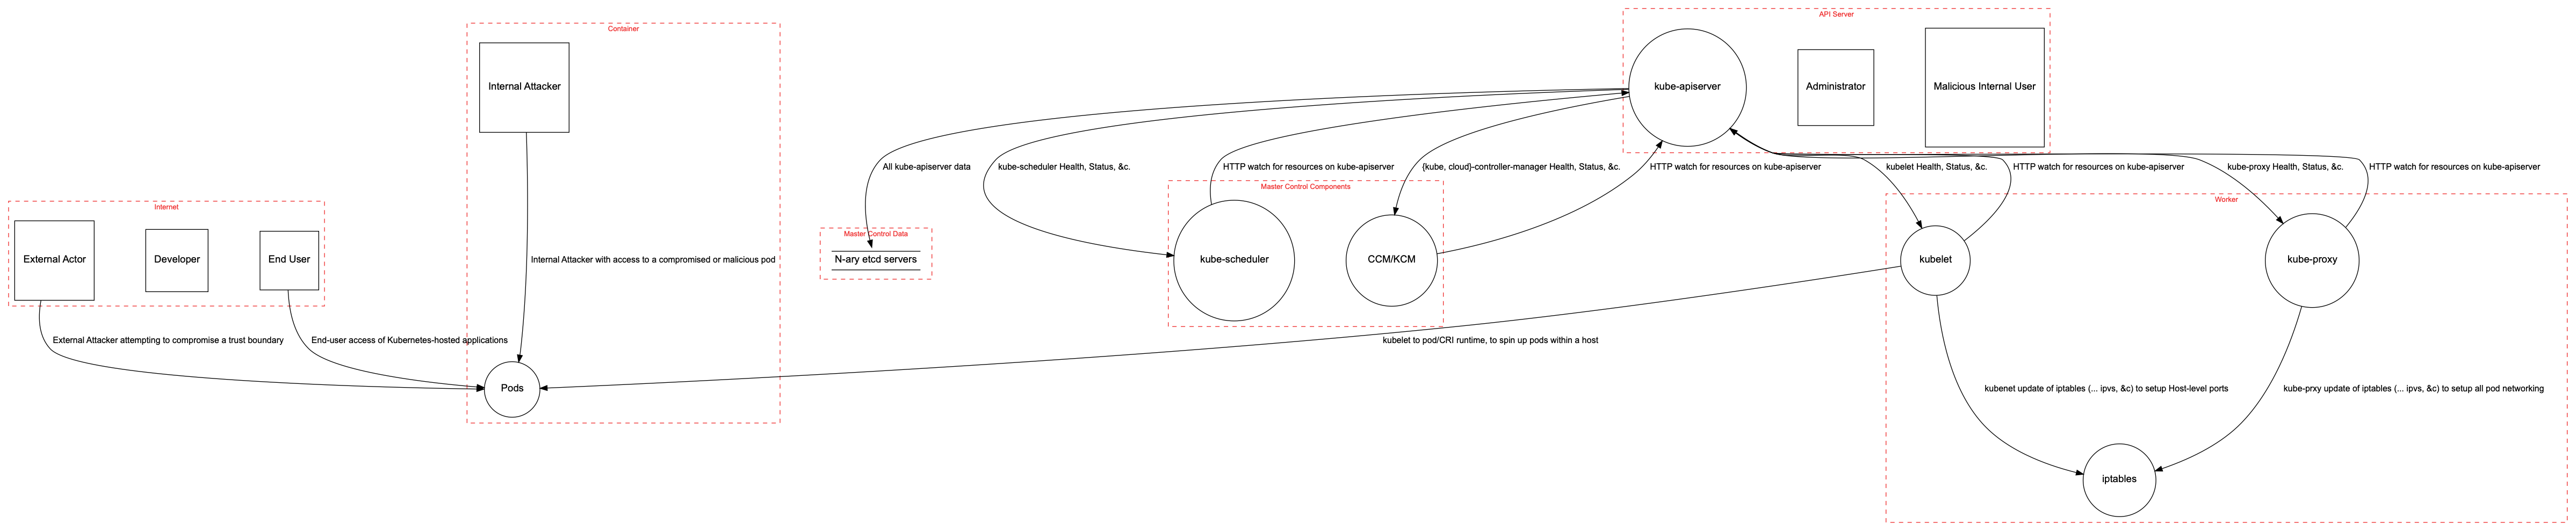 Container
API Server
Internal Attacker
kube-apiserver
Administrator
Malicious Internal User
All kube-apiserver data
kube-scheduler Health, Status, &c.
HTTP watch for resources on kube-apiserver
{kube, cloud}-controller-manager Health, Status, &c.
HTTP watch for resources on kube-apiserver
kubelet Health, Status, &c.
HTTP watch for resources on kube-apiserver
kube-proxy Health, Status, &c.
HTTP watch for resources on kube-apiserver
Master Control Components
Worker
Internet
Master Control Data
External Actor
Developer
End User
Internal Attacker with access to a compromised or malicious pod
N-ary etcd servers
kube-scheduler
CCM/KCM
kubelet
kube-proxy
External Attacker attempting to compromise a trust boundary
End-user access of Kubernetes-hosted applications
kubelet to pod/CRI runtime, to spin up pods within a host
Pods
kubenet update of iptables (... ipvs, &c) to setup Host-level ports
kube-prxy update of iptables (... ipvs, &c) to setup all pod networking
iptables